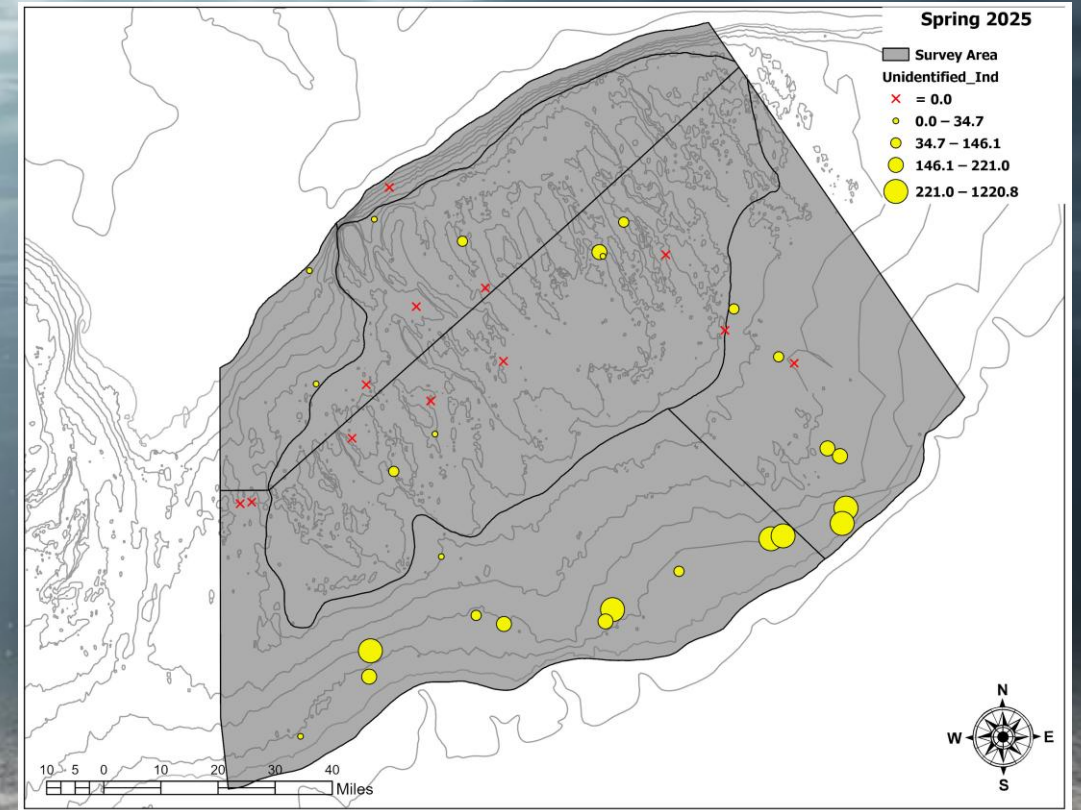 Spring 2025
Survey Area
Unidentified_Ind
= 0.0
0.0 – 34.7
34.7 – 146.1
146.1 – 221.0
221.0 – 1220.8
N
W E
S
10 5 0 10 20 30 40
Miles